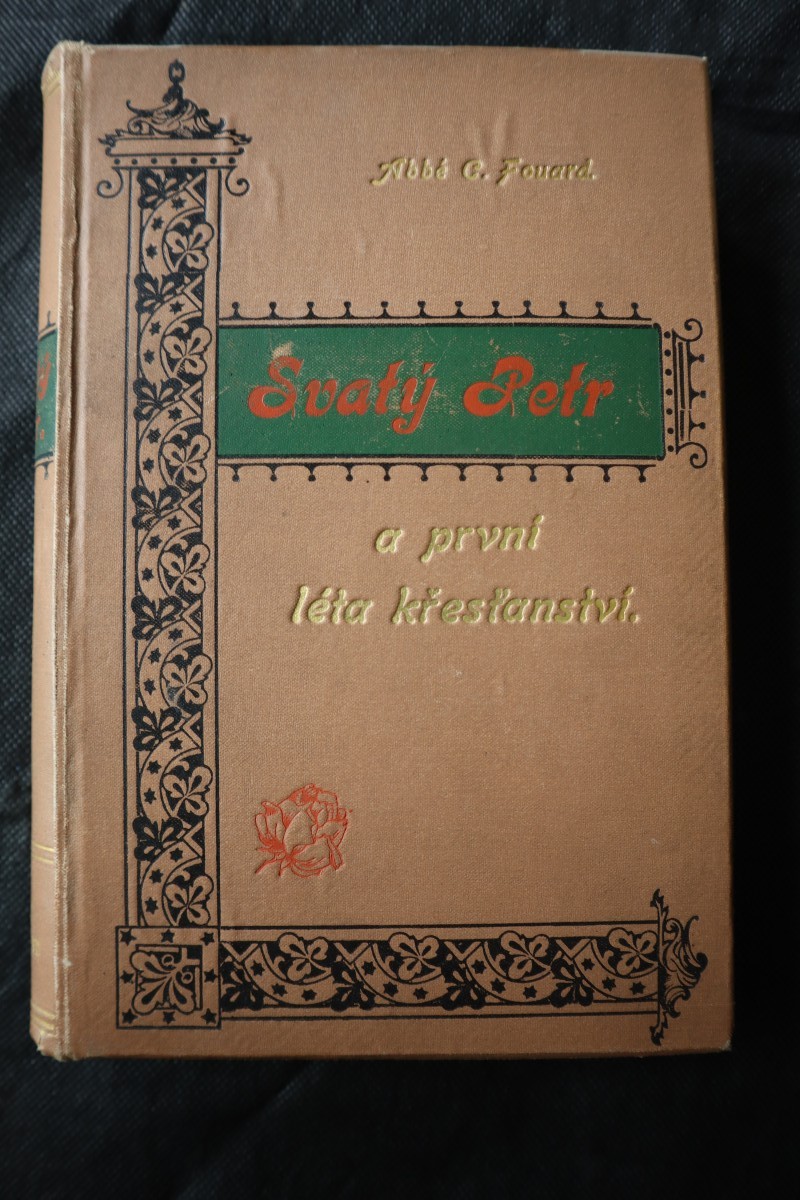 Abbé C. Fouard.
Svatý Petr
a první
léta křesťanství.